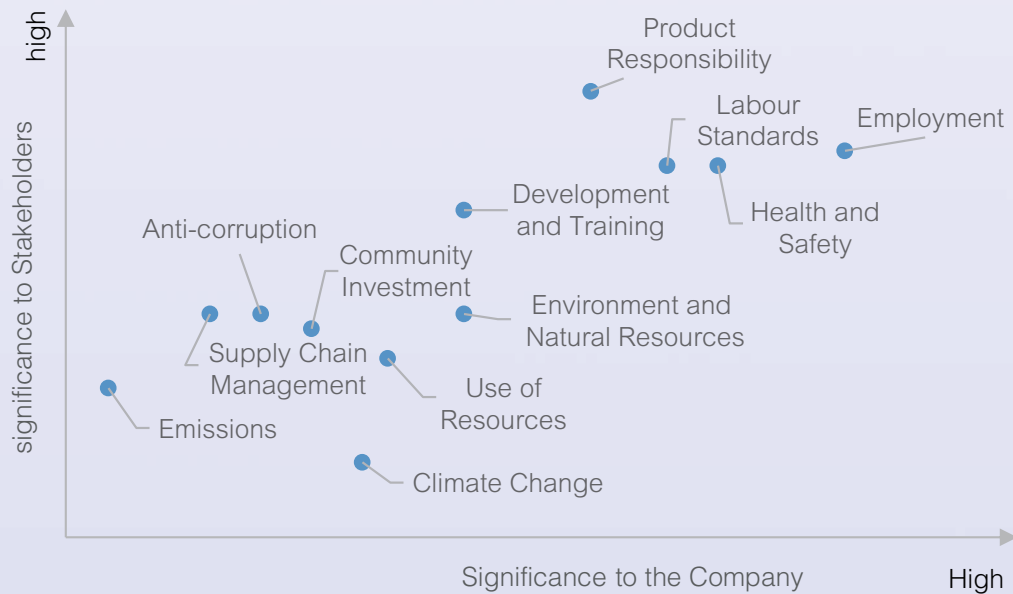 high
significance to Stakeholders
Product
Responsibility
Labour
Standards
Employment
Development
and Training
Health and
Safety
Anti-corruption
Community
Investment
Environment and
Natural Resources
Supply Chain
Management
Use of
Resources
Emissions
Climate Change
Significance to the Company
High